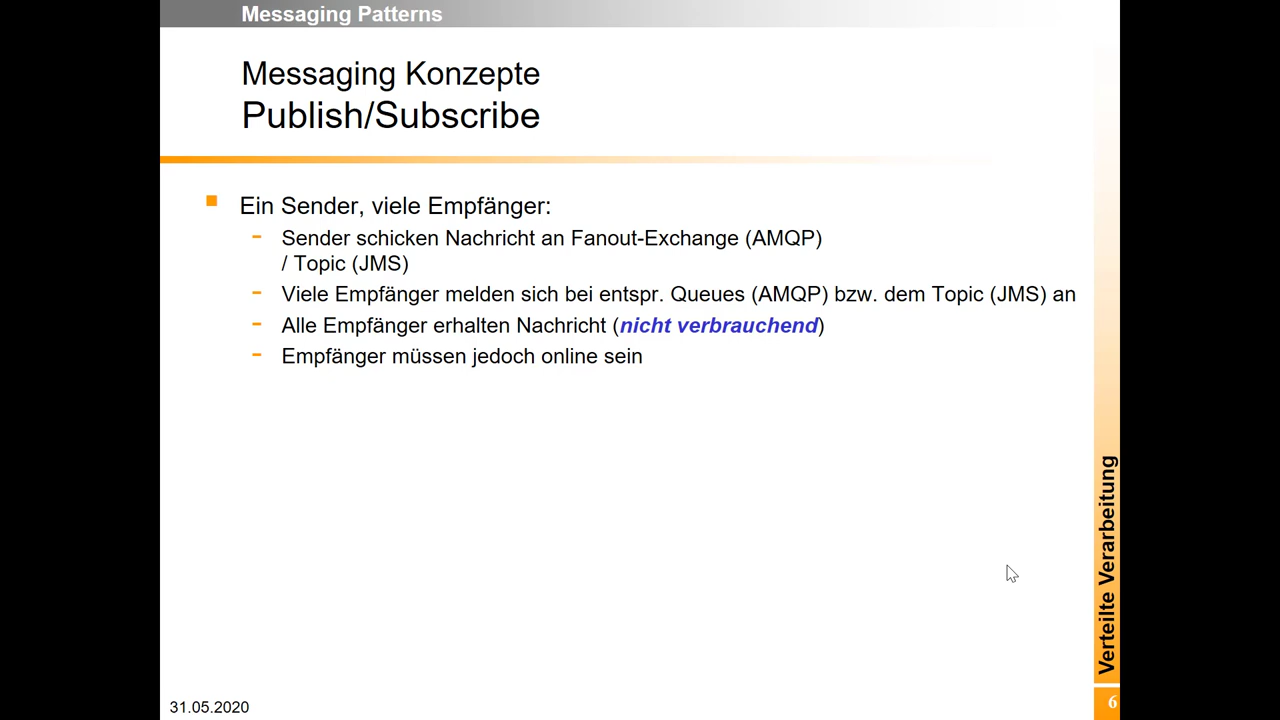 Messaging Patterns
Messaging Konzepte
Publish/Subscribe
Ein Sender, viele Empfänger:
Sender schicken Nachricht an Fanout-Exchange (AMQP)
/ Topic (JMS)
Viele Empfänger melden sich bei entspr. Queues (AMQP) bzw. dem Topic (JMS) an
Alle Empfänger erhalten Nachricht (nicht verbrauchend)
Empfänger müssen jedoch online sein
Verteilte Verarbeitung
31.05.2020
6